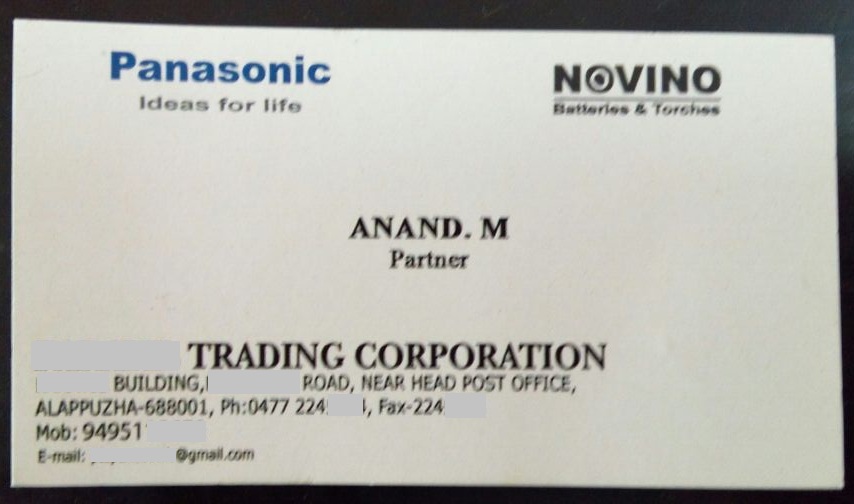 Panasonic
Ideas for life
NOVINO
Batteries & Torches
ANAND. M
Partner
TRADING CORPORATION
BUILDING, ROAD, NEAR HEAD POST OFFICE,
ALAPPUZHA-688001, Ph:0477 224 , Fax-224
Mob: 94951
E-mail: @gmail.com